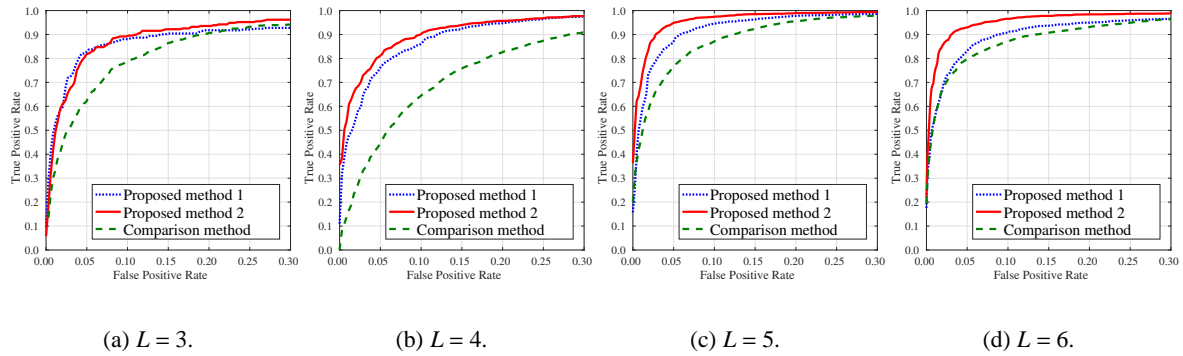 1.0
0.9
0.8
0.7
0.6
0.5
0.4
0.3
0.2
0.1
0.0
True Positive Rate
Proposed method 1
Proposed method 2
Comparison method
0.00 0.05 0.10 0.15 0.20 0.25 0.30
False Positive Rate
(a) L = 3.
1.0
0.9
0.8
0.7
0.6
0.5
0.4
0.3
0.2
0.1
0.0
True Positive Rate
Proposed method 1
Proposed method 2
Comparison method
0.00 0.05 0.10 0.15 0.20 0.25 0.30
False Positive Rate
(b) L = 4.
1.0
0.9
0.8
0.7
0.6
0.5
0.4
0.3
0.2
0.1
0.0
True Positive Rate
Proposed method 1
Proposed method 2
Comparison method
0.00 0.05 0.10 0.15 0.20 0.25 0.30
False Positive Rate
(c) L = 5.
1.0
0.9
0.8
0.7
0.6
0.5
0.4
0.3
0.2
0.1
0.0
True Positive Rate
Proposed method 1
Proposed method 2
Comparison method
0.00 0.05 0.10 0.15 0.20 0.25 0.30
False Positive Rate
(d) L = 6.